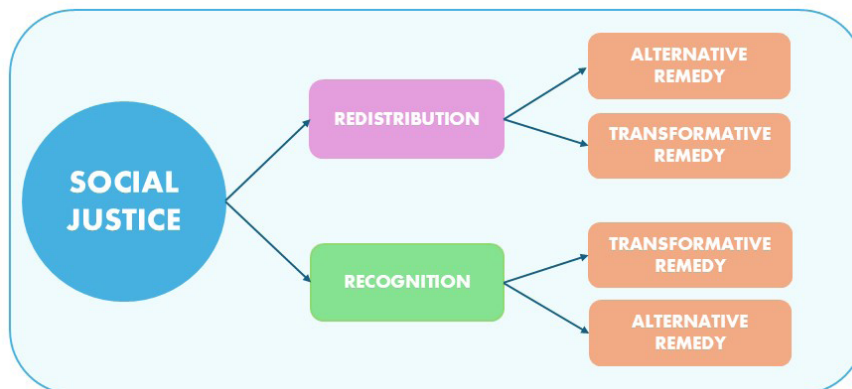 SOCIAL
JUSTICE
REDISTRIBUTION
ALTERNATIVE
REMEDY
TRANSFORMATIVE
REMEDY
RECOGNITION
TRANSFORMATIVE
REMEDY
ALTERNATIVE
REMEDY